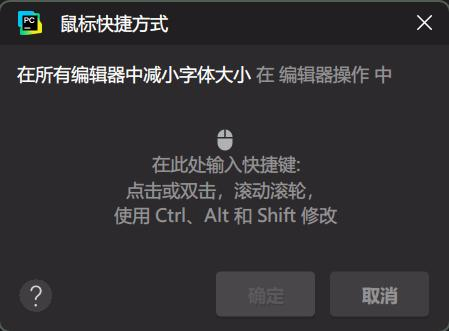 PC
鼠标快捷方式
在所有编辑器中减小字体大小 在 编辑器操作 中
在此处输入快捷键:
点击或双击，滚动滚轮，
使用 Ctrl、Alt 和 Shift 修改
?
确定
取消